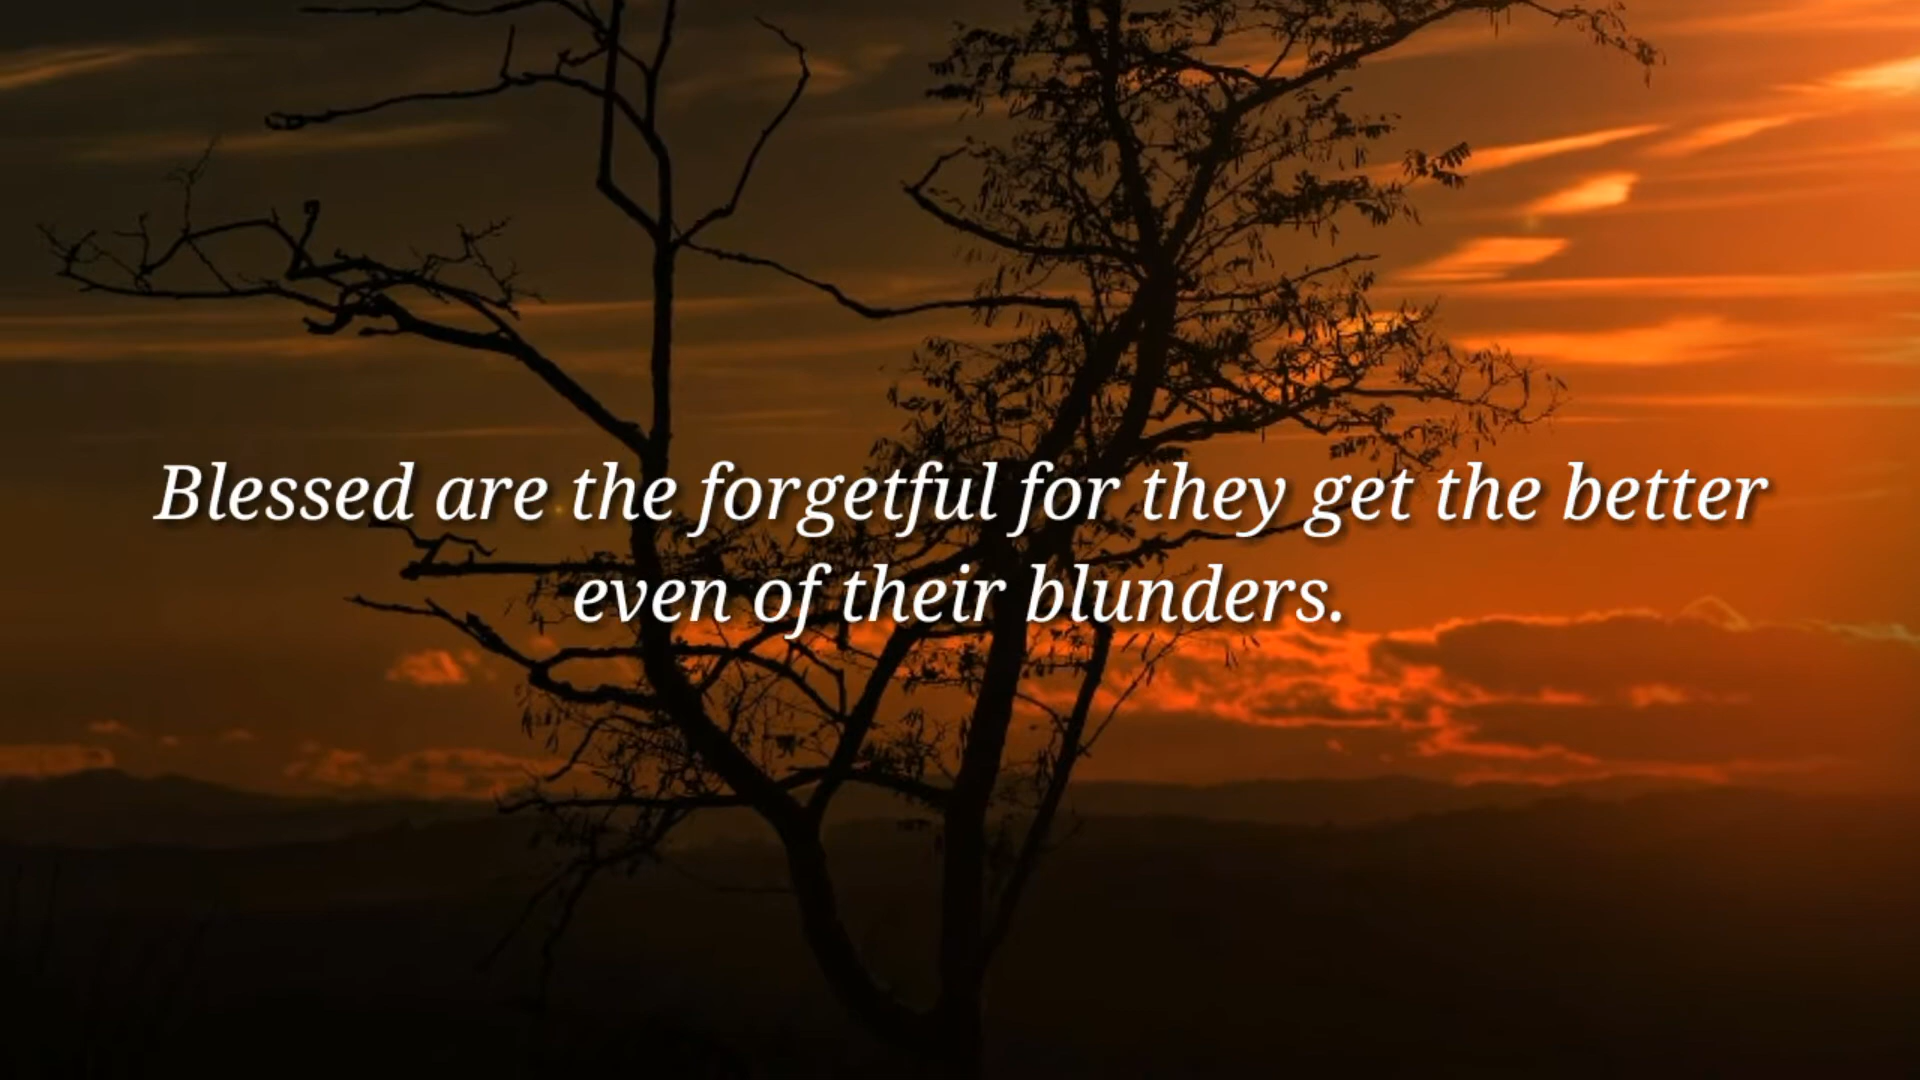 Blessed are the forgetful for they get the better
even of their blunders.